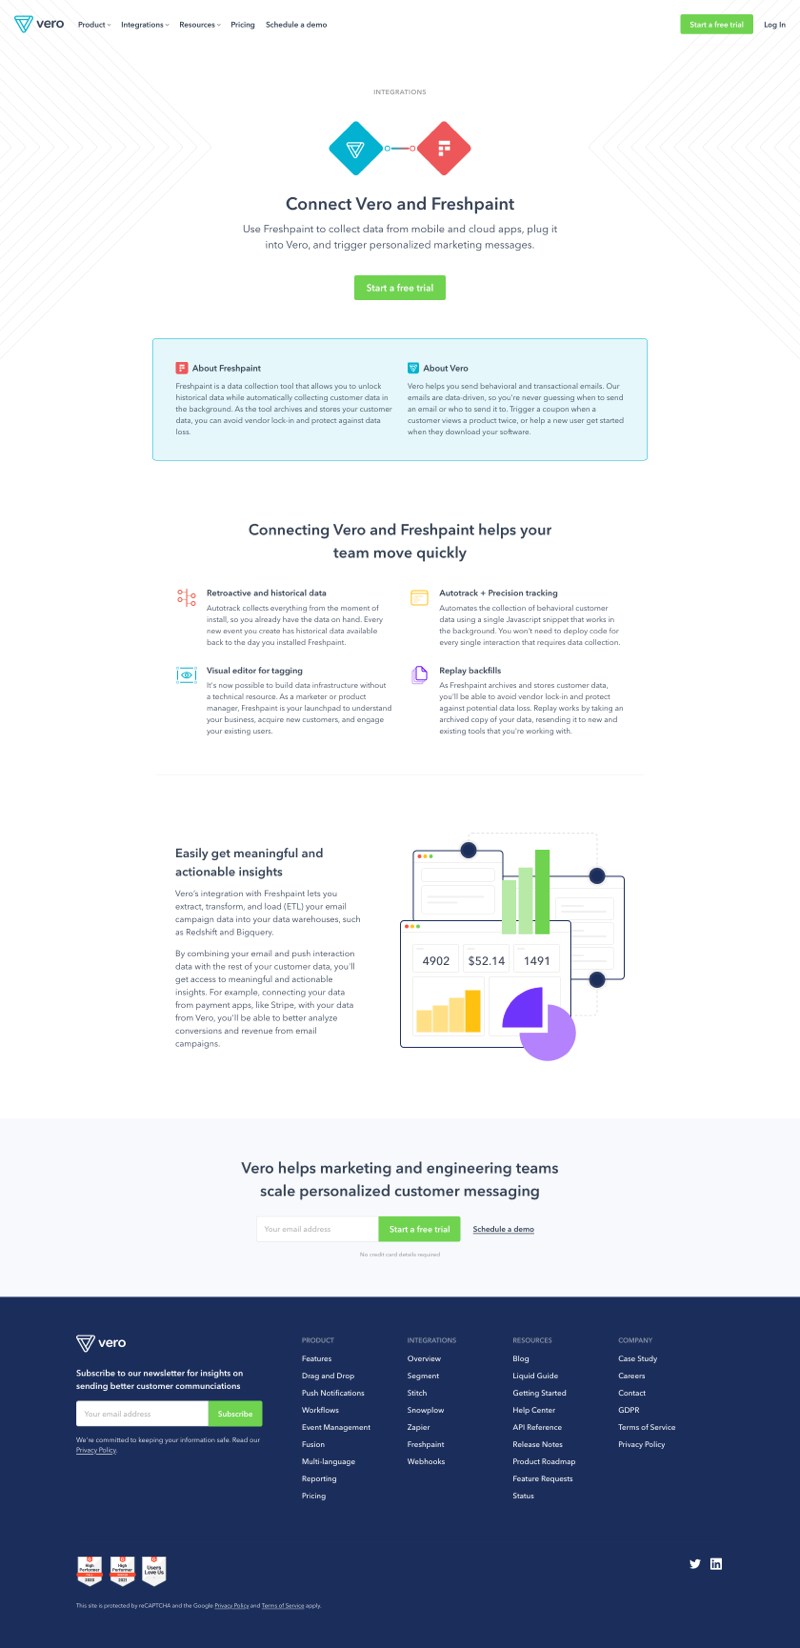 vero
Product
Integrations
Resources
Pricing
Schedule a demo
Start a free trial
Log In
INTEGRATIONS
Connect Vero and Freshpaint
Use Freshpaint to collect data from mobile and cloud apps, plug it
into Vero, and trigger personalized marketing messages.
Start a free trial
About Freshpaint
Freshpaint is a data collection tool that allows you to unlock
historical data while automatically collecting customer data in
the background. As the tool archives and stores your customer
data, you can avoid vendor lock-in and protect against data
loss.
About Vero
Vero helps you send behavioral and transactional emails. Our
emails are data-driven, so you're never guessing when to send
an email or who to send it to. Trigger a coupon when a
customer views a product twice, or help a new user get started
when they download your software.
Connecting Vero and Freshpaint helps your
team move quickly
Retroactive and historical data
Autotrack collects everything from the moment of
install, so you already have the data on hand. Every
new event you create has historical data available
back to the day you installed Freshpaint.
Autotrack + Precision tracking
Automates the collection of behavioral customer
data using a single Javascript snippet that works in
the background. You won't need to deploy code for
every single interaction that requires data collection.
Visual editor for tagging
It's now possible to build data infrastructure without
a technical resource. As a marketer or product
manager, Freshpaint is your launchpad to understand
your business, acquire new customers, and engage
your existing users.
Replay backfills
As Freshpaint archives and stores customer data,
you'll be able to avoid vendor lock-in and protect
against potential data loss. Replay works by taking an
archived copy of your data, resending it to new and
existing tools that you're working with.
Easily get meaningful and
actionable insights
Vero's integration with Freshpaint lets you
extract, transform, and load (ETL) your email
campaign data into your data warehouses, such
as Redshift and Bigquery.
By combining your email and push interaction
data with the rest of your customer data, you'll
get access to meaningful and actionable
insights. For example, connecting your data
from payment apps, like Stripe, with your data
from Vero, you'll be able to better analyze
conversions and revenue from email
campaigns.
4902
$52.14
1491
Vero helps marketing and engineering teams
scale personalized customer messaging
Your email address
Start a free trial
Schedule a demo
No credit card details required
vero
Subscribe to our newsletter for insights on
sending better customer communciations
Your email address
Subscribe
We're committed to keeping your information safe. Read our
Privacy Policy.
PRODUCT
Features
Drag and Drop
Push Notifications
Workflows
Event Management
Fusion
Multi-language
Reporting
Pricing
INTEGRATIONS
Overview
Segment
Stitch
Snowplow
Zapier
Freshpaint
Webhooks
RESOURCES
Blog
Liquid Guide
Getting Started
Help Center
API Reference
Release Notes
Product Roadmap
Feature Requests
Status
COMPANY
Case Study
Careers
Contact
GDPR
Terms of Service
Privacy Policy
High
Performer
High
Performer
2021
Users
Love Us
This site is protected by reCAPTCHA and the Google Privacy Policy and Terms of Service apply.